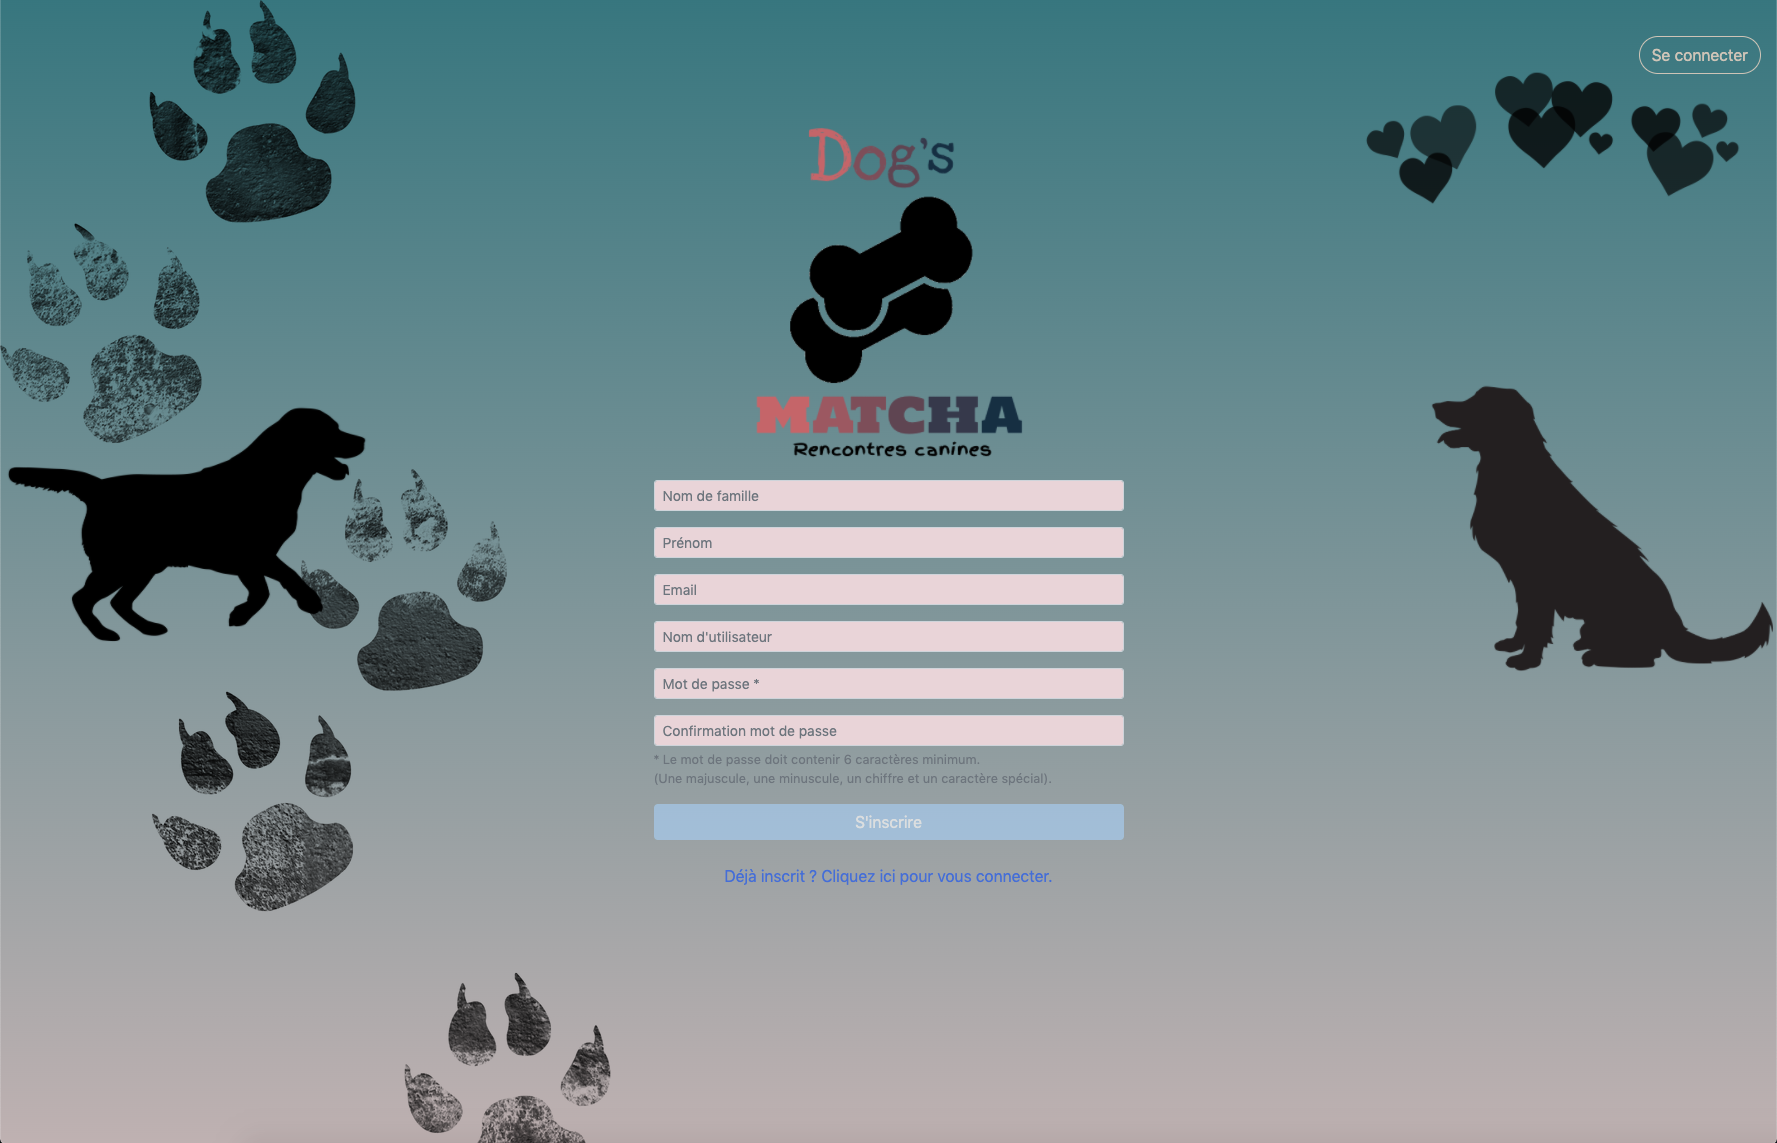 Se connecter
Dog's
MATCHA
Rencontres canines
Nom de famille
Prénom
Email
Nom d'utilisateur
Mot de passe *
Confirmation mot de passe
* Le mot de passe doit contenir 6 caractères minimum.
(Une majuscule, une minuscule, un chiffre et un caractère spécial).
S'inscrire
Déjà inscrit ? Cliquez ici pour vous connecter.